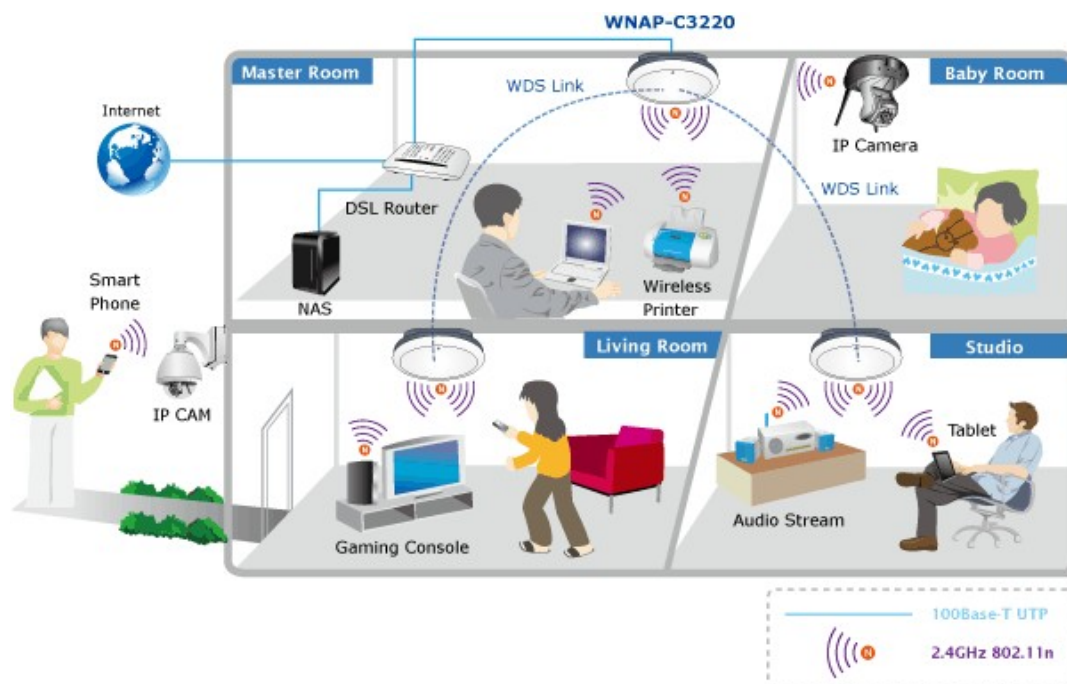 WNAP-C3220
Master Room
WDS Link
Baby Room
Internet
IP Camera
WDS Link
DSL Router
Smart
Phone
NAS
Wireless
Printer
Living Room
Studio
IP CAM
Tablet
Gaming Console
Audio Stream
100Base-T UTP
2.4GHz 802.11n
N
N
N
N
N
N
N
N
N
N
N